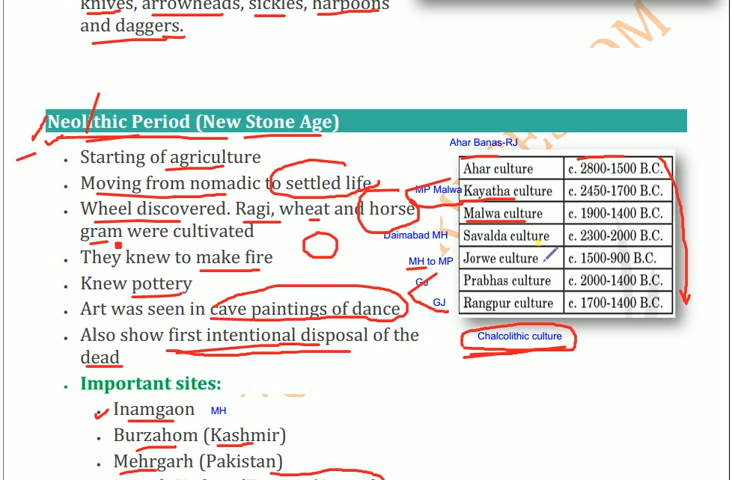 knives, arrowheads, sickles, harpoons
and daggers.
Neolithic Period (New Stone Age)
• Starting of agriculture
• Moving from nomadic to settled life
• Wheel discovered. Ragi, wheat and horse
gram were cultivated
• They knew to make fire
• Knew pottery
• Art was seen in cave paintings of dance
• Also show first intentional disposal of the
dead
• Important sites:
• Inamgaon MH
• Burzahom (Kashmir)
• Mehrgarh (Pakistan)
Ahar Banas-RJ
Ahar culture c. 2800-1500 B.C.
MP Malwa Kayatha culture c. 2450-1700 B.C.
Malwa culture c. 1900-1400 B.C.
Daimabad MH Savalda culture c. 2300-2000 B.C.
MH to MP Jorwe culture c. 1500-900 B.C.
GJ Prabhas culture c. 2000-1400 B.C.
GJ Rangpur culture c. 1700-1400 B.C.
Chalcolithic culture